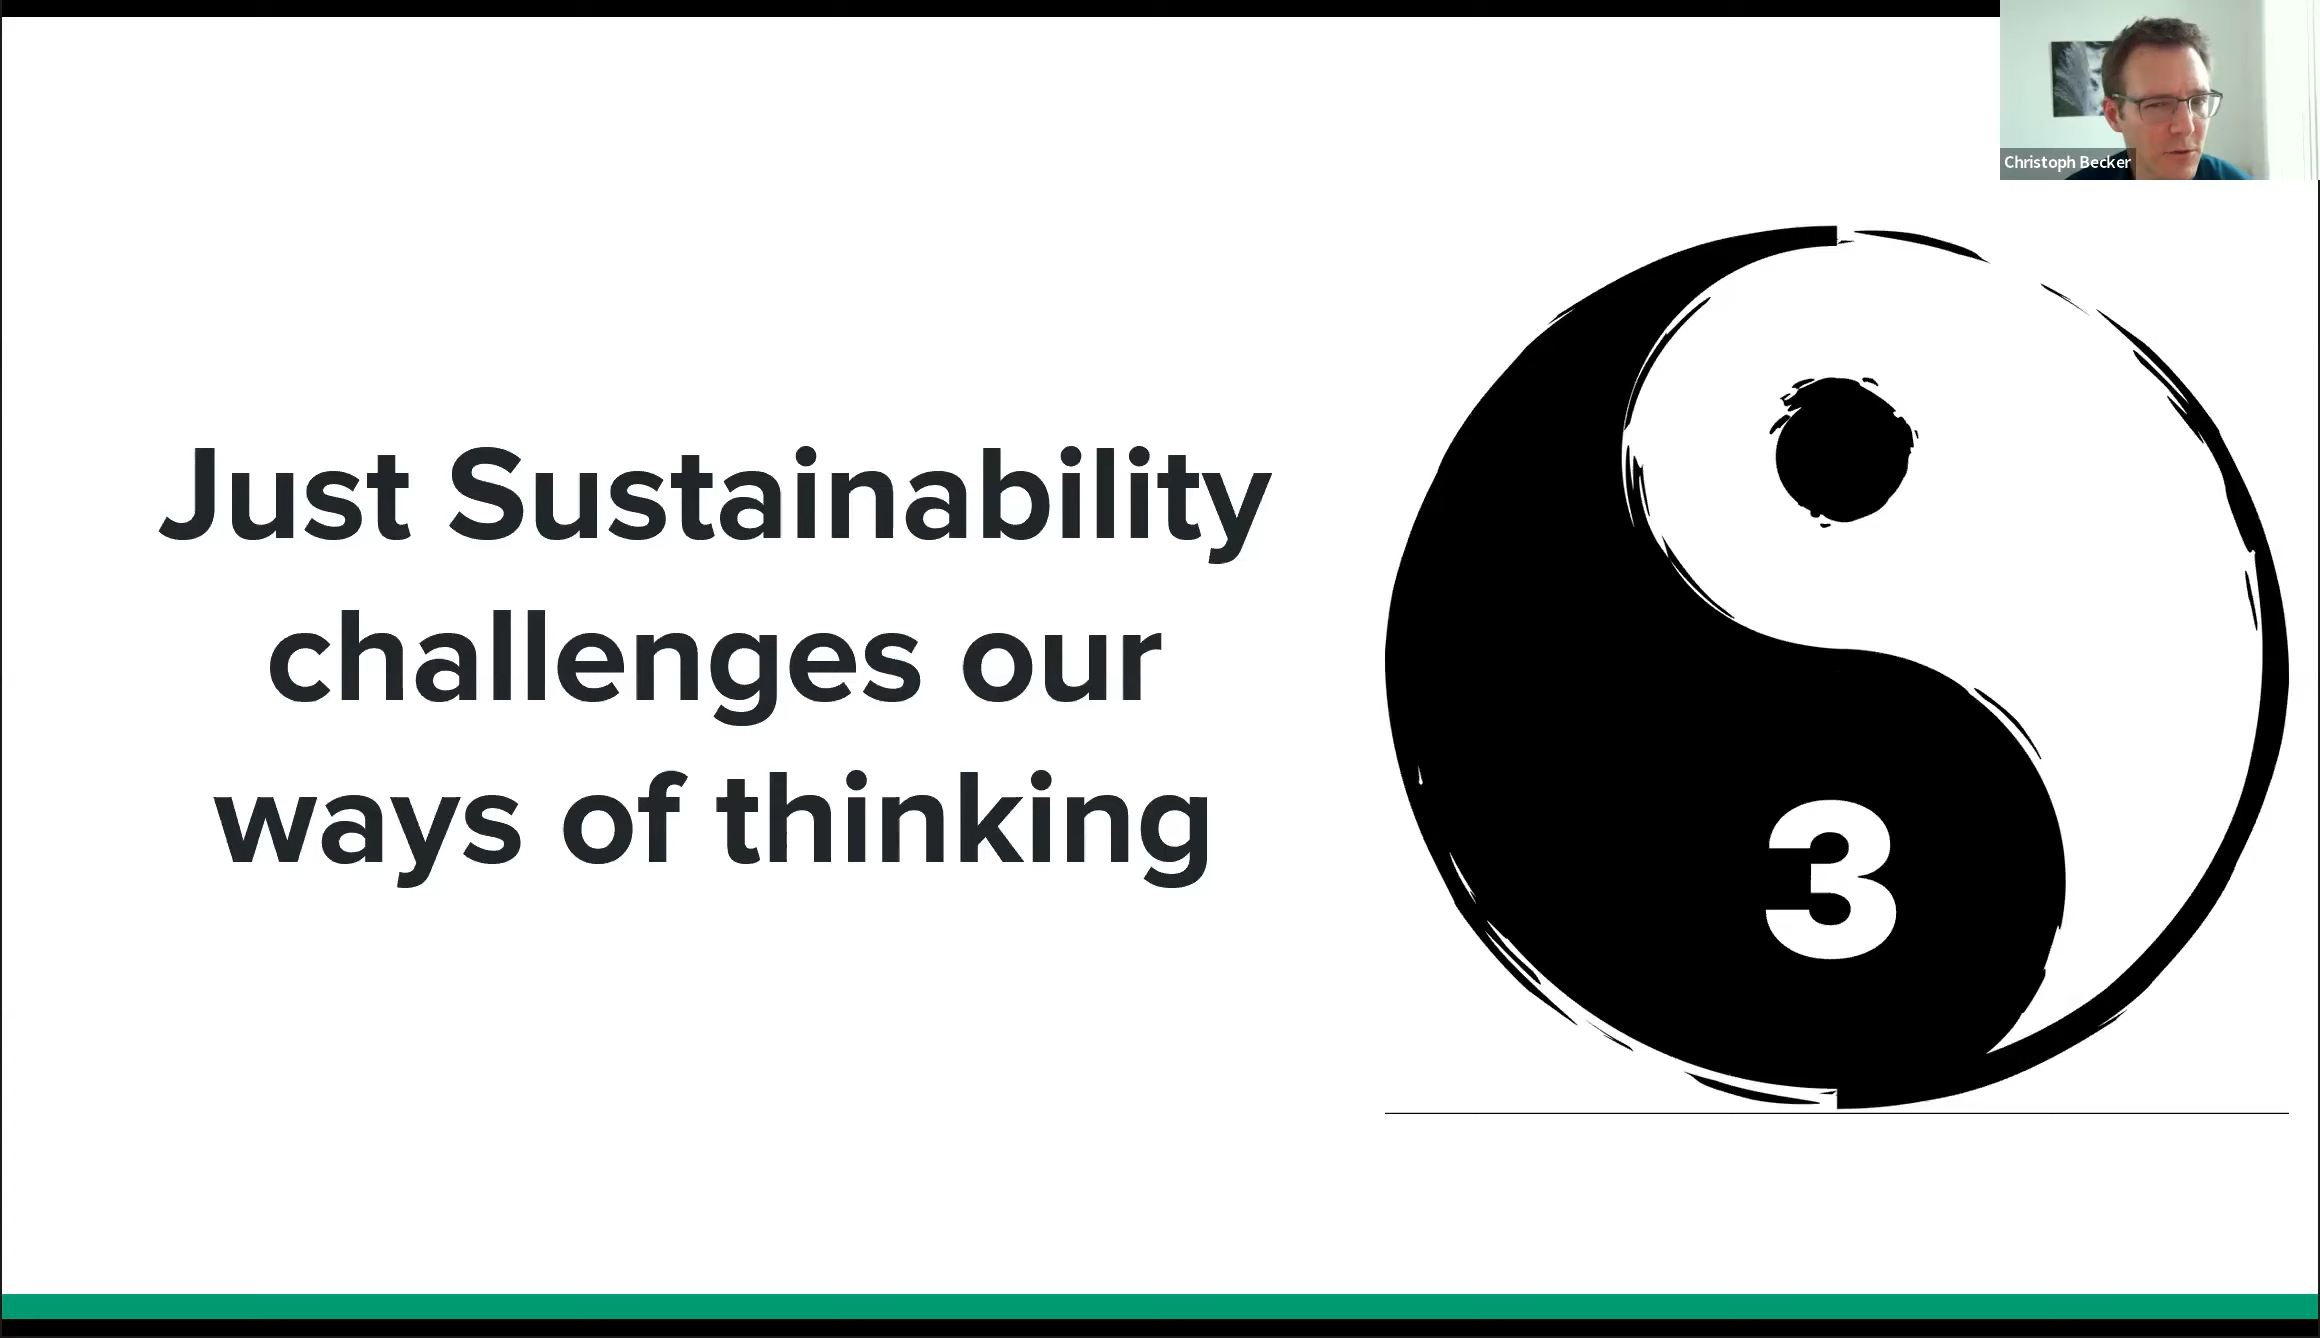 Christoph Becker
Just Sustainability
challenges our
ways of thinking
3